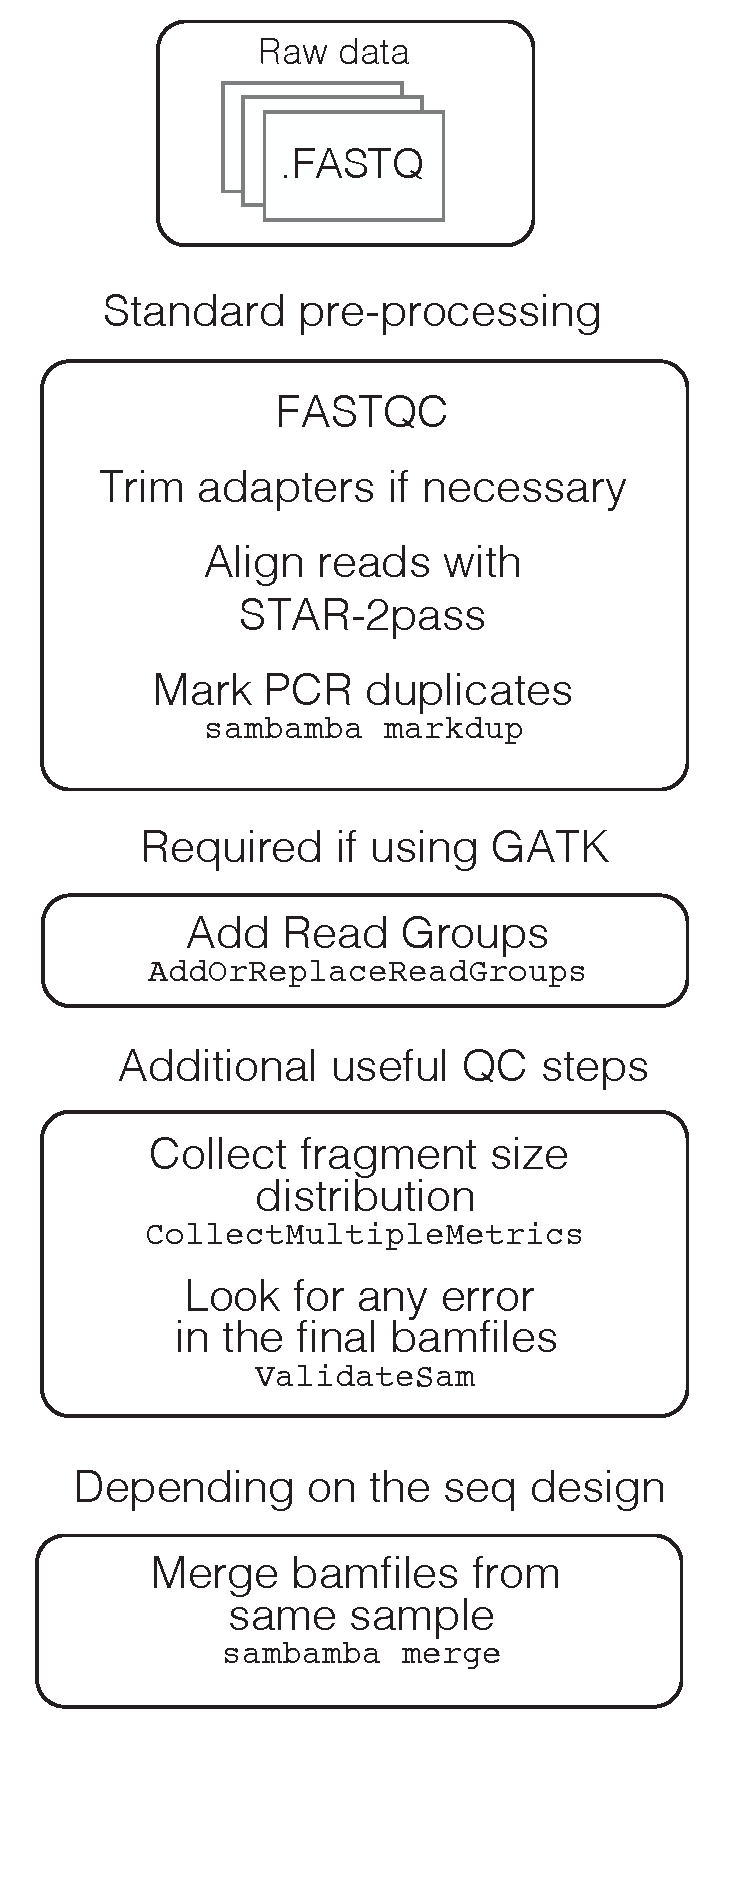 Raw data
.FASTQ
Standard pre-processing
FASTQC
Trim adapters if necessary
Align reads with
STAR-2pass
Mark PCR duplicates
sambamba markdup
Required if using GATK
Add Read Groups
AddOrReplaceReadGroups
Additional useful QC steps
Collect fragment size
distribution
CollectMultipleMetrics
Look for any error
in the final bamfiles
ValidateSam
Depending on the seq design
Merge bamfiles from
same sample
sambamba merge